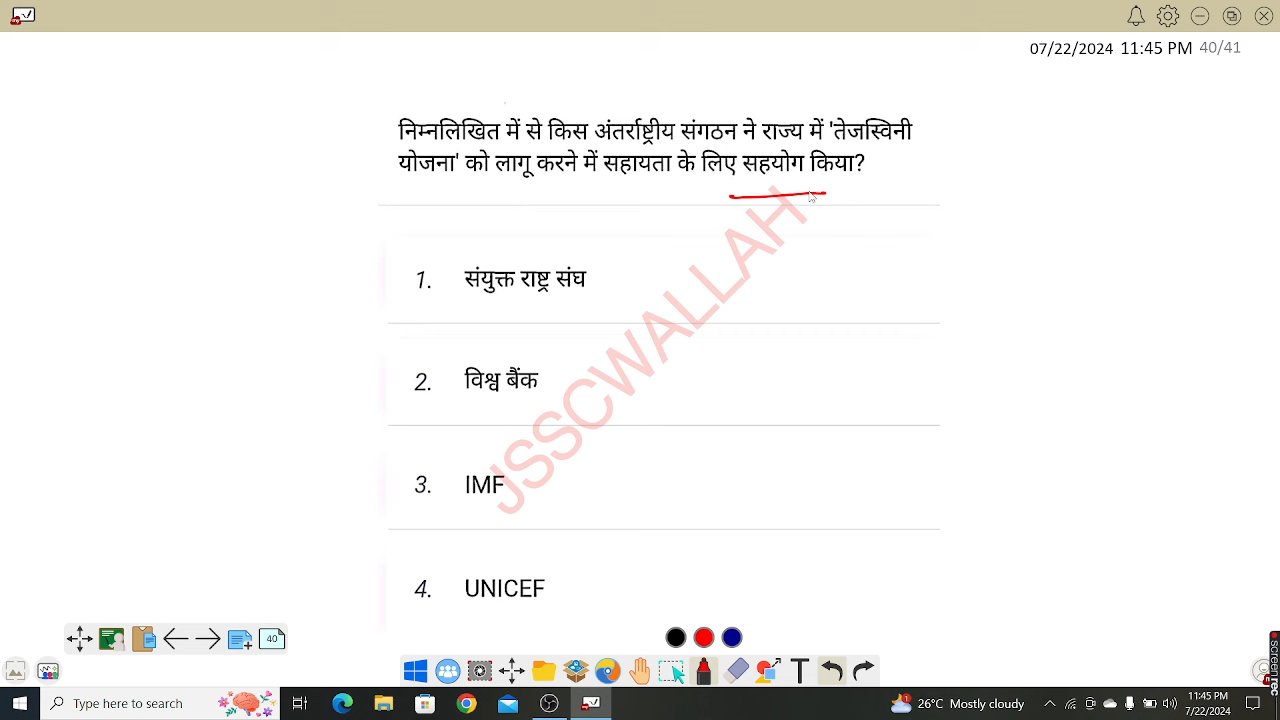 07/22/2024 11:45 PM 40/41
निम्नलिखित में से किस अंतर्राष्ट्रीय संगठन ने राज्य में 'तेजस्विनी
योजना' को लागू करने में सहायता के लिए सहयोग किया?
JSSCWALLAH
1. संयुक्त राष्ट्र संघ
2. विश्व बैंक
3. IMF
4. UNICEF
40
Type here to search
26°C Mostly cloudy
11:45 PM
7/22/2024